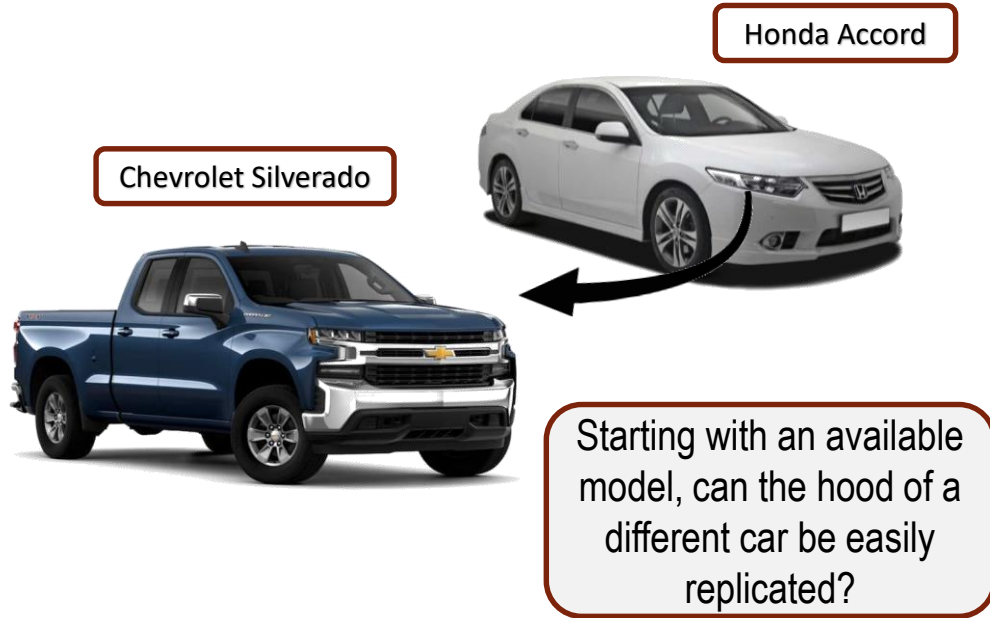 Honda Accord
Chevrolet Silverado
Starting with an available
model, can the hood of a
different car be easily
replicated?